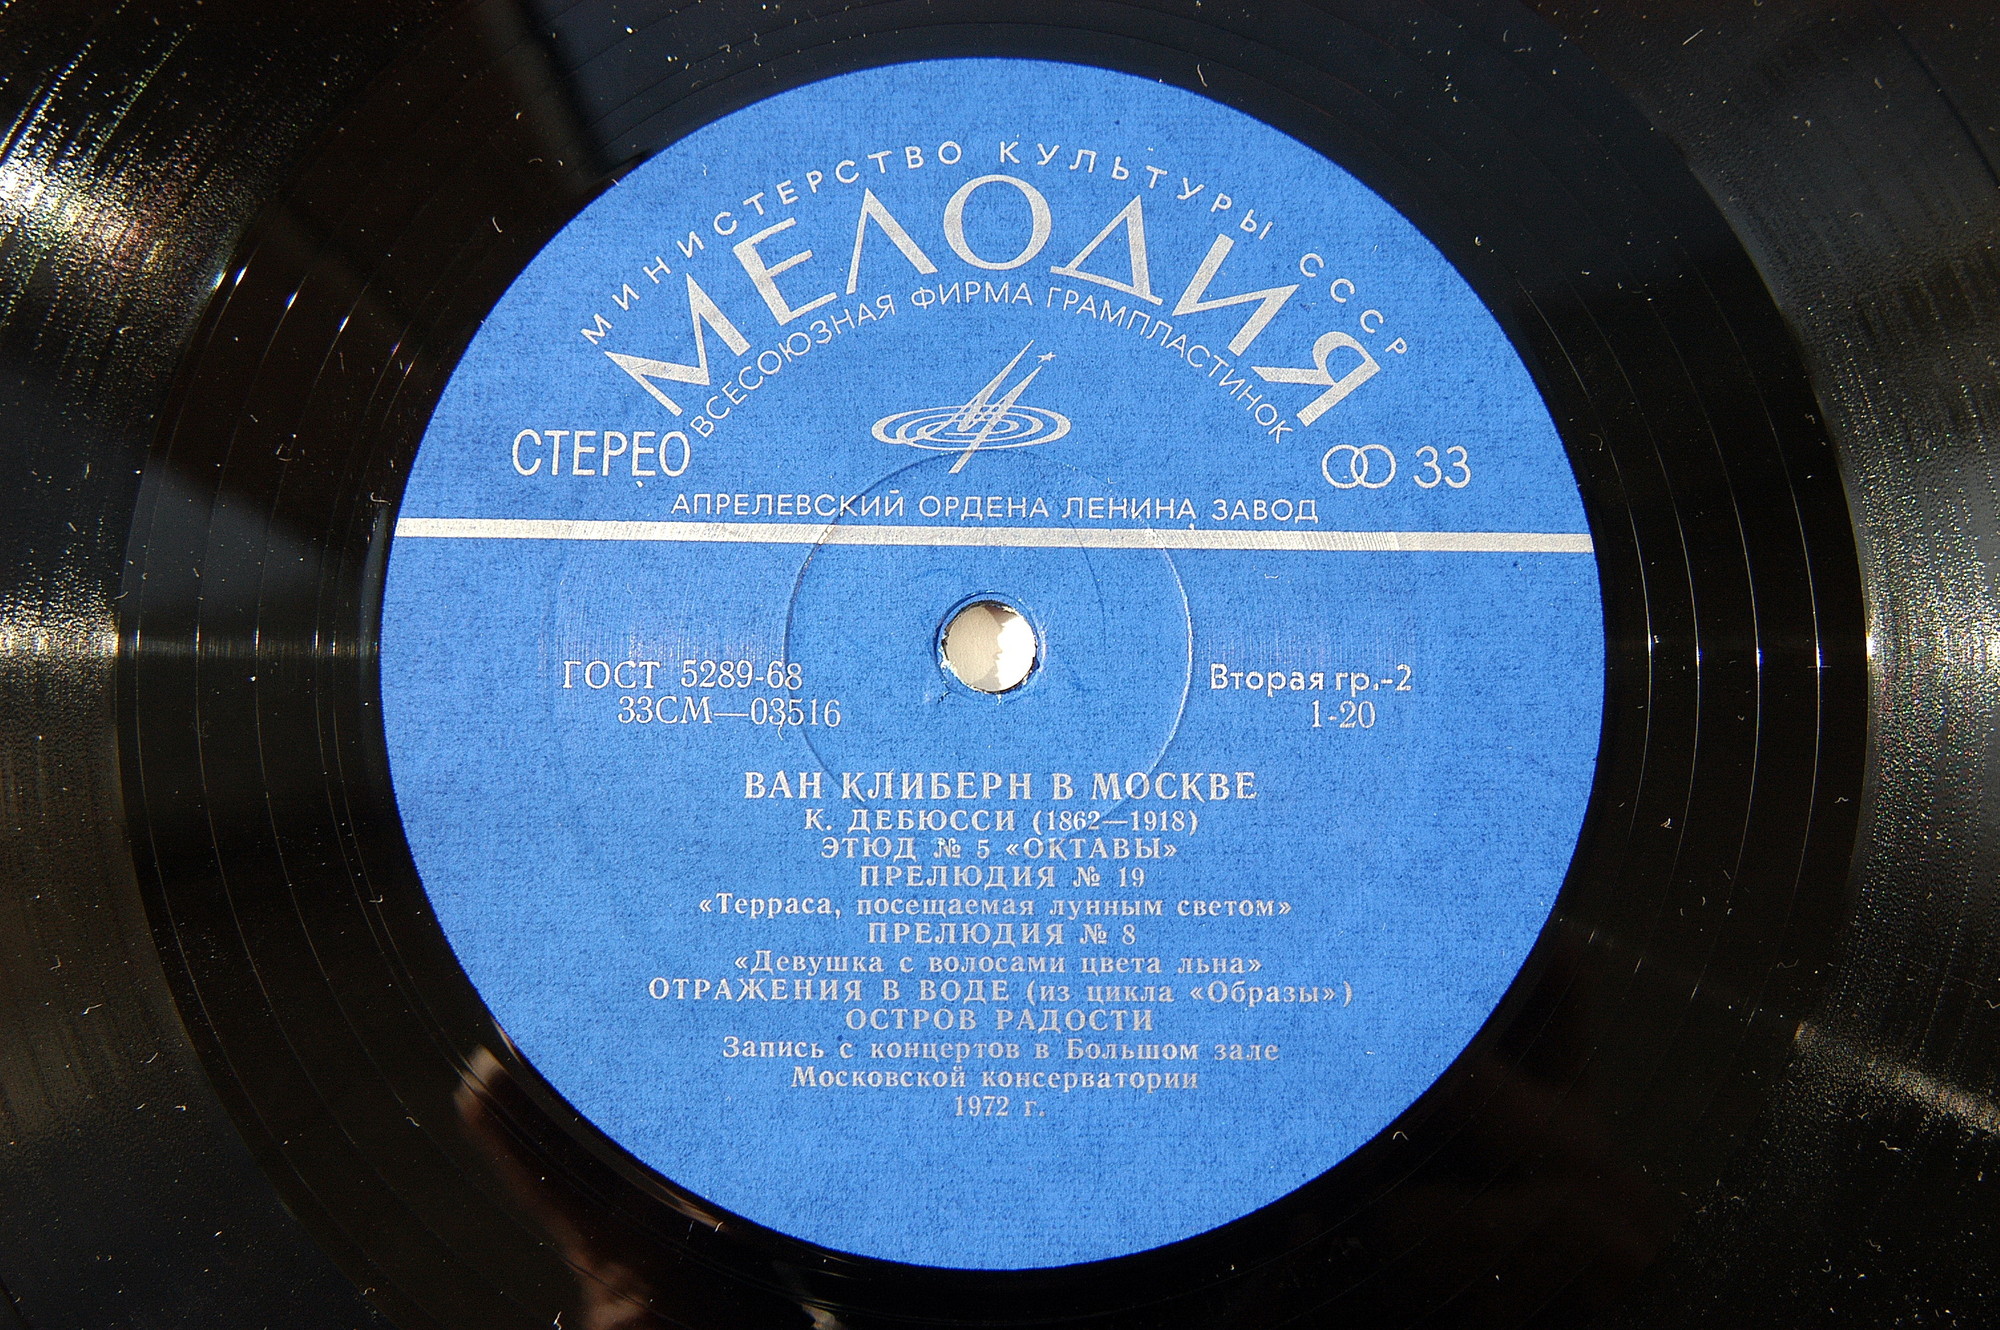 МИНИСТЕРСТВО КУЛЬТУРЫ СССР
МЕЛОДИЯ
ВСЕСОЮЗНАЯ ФИРМА ГРАМПЛАСТИНОК
СТЕРЕО
33
АПРЕЛЕВСКИЙ ОРДЕНА ЛЕНИНА ЗАВОД
ГОСТ 5289-68
33СМ—03516
Вторая гр.-2
1-20
ВАН КЛИБЕРН В МОСКВЕ
К. ДЕБЮССИ (1862—1918)
ЭТЮД № 5 «ОКТАВЫ»
ПРЕЛЮДИЯ № 19
«Терраса, посещаемая лунным светом»
ПРЕЛЮДИЯ № 8
«Девушка с волосами цвета льна»
ОТРАЖЕНИЯ В ВОДЕ (из цикла «Образы»)
ОСТРОВ РАДОСТИ
Запись с концертов в Большом зале
Московской консерватории
1972 г.